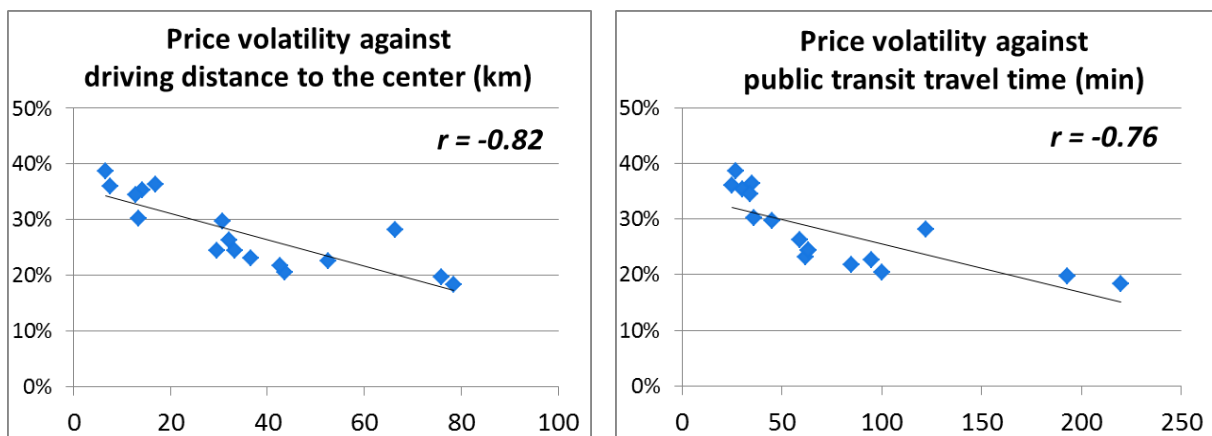 Price volatility against
driving distance to the center (km)
50%
r = -0.82
40%
30%
20%
10%
0%
0 20 40 60 80 100
Price volatility against
public transit travel time (min)
50%
r = -0.76
40%
30%
20%
10%
0%
0 50 100 150 200 250